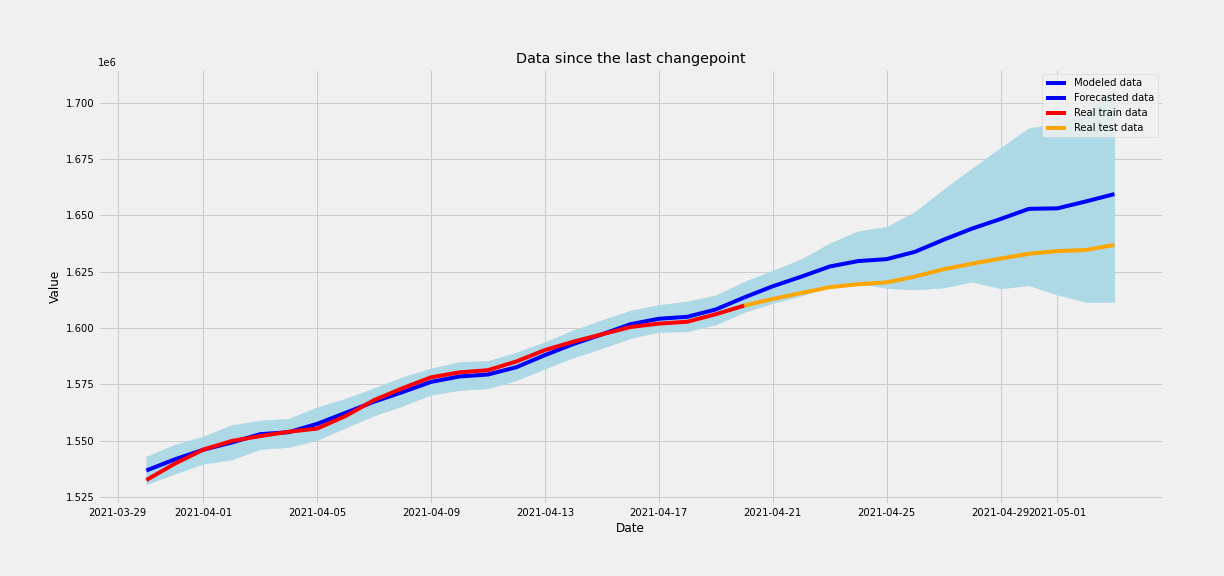 Data since the last changepoint
1e6
Modeled data
Forecasted data
Real train data
Real test data
1.700
1.675
1.650
1.625
1.600
1.575
1.550
1.525
Value
2021-03-29 2021-04-01 2021-04-05 2021-04-09 2021-04-13 2021-04-17 2021-04-21 2021-04-25 2021-04-29 2021-05-01
Date